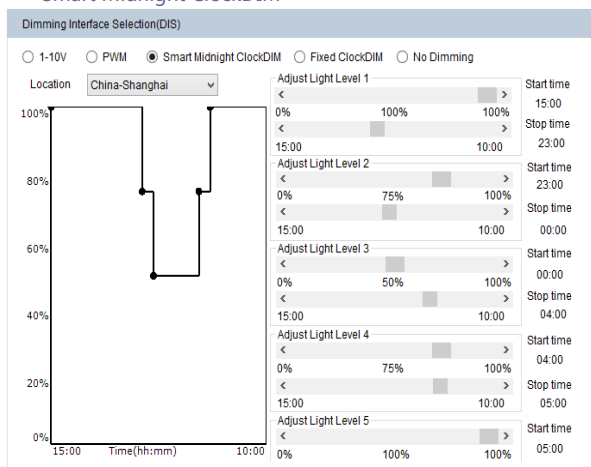 Smart Midnight ClockDIM
Dimming Interface Selection(DIS)
1-10V PWM Smart Midnight ClockDIM Fixed ClockDIM No Dimming
Location China-Shanghai
100%
80%
60%
40%
20%
0%
15:00 Time(hh:mm) 10:00
Adjust Light Level 1
0% 100% 100%
15:00 10:00
Start time
15:00
Stop time
23:00
Adjust Light Level 2
0% 75% 100%
15:00 10:00
Start time
23:00
Stop time
00:00
Adjust Light Level 3
0% 50% 100%
15:00 10:00
Start time
00:00
Stop time
04:00
Adjust Light Level 4
0% 75% 100%
15:00 10:00
Start time
04:00
Stop time
05:00
Adjust Light Level 5
0% 100% 100%
Start time
05:00